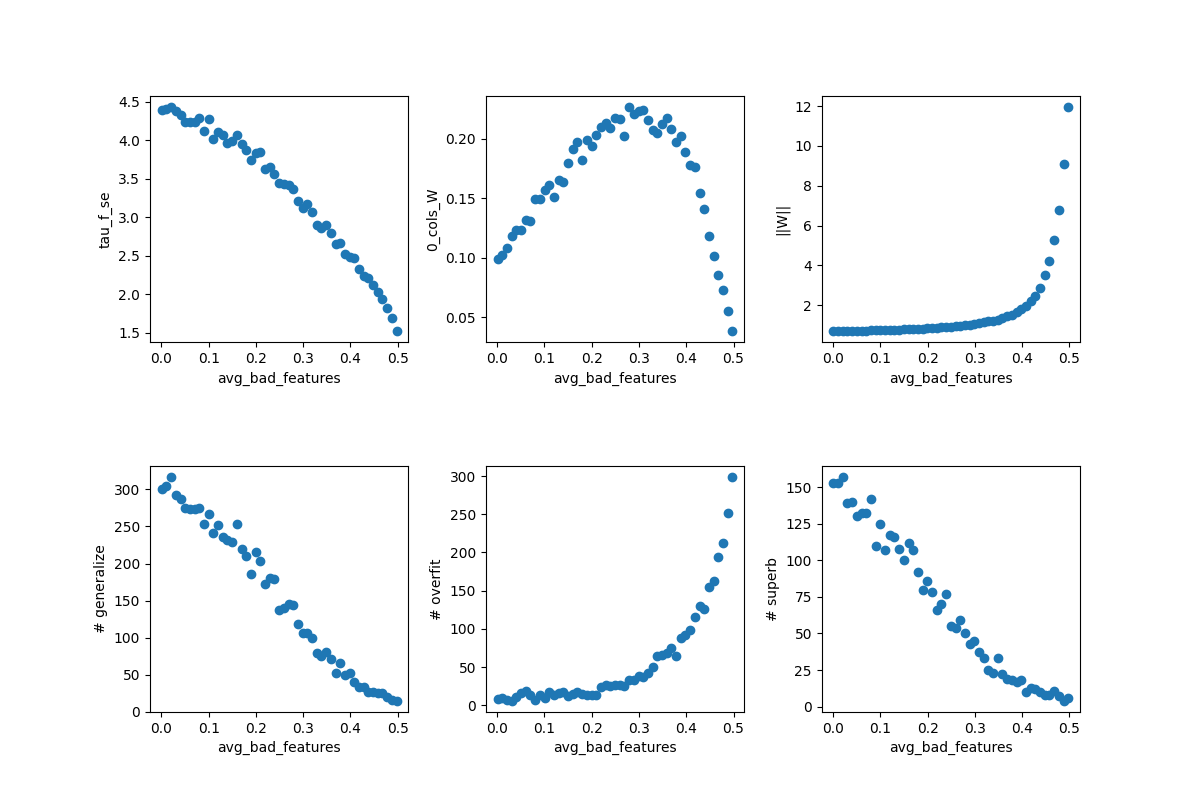 4.5
4.0
3.5
3.0
2.5
2.0
1.5
tau_f_se
0.0 0.1 0.2 0.3 0.4 0.5
avg_bad_features
0.20
0.15
0.10
0.05
0_cols_W
0.0 0.1 0.2 0.3 0.4 0.5
avg_bad_features
12
10
8
6
4
2
||W||
0.0 0.1 0.2 0.3 0.4 0.5
avg_bad_features
300
250
200
150
100
50
0
# generalize
0.0 0.1 0.2 0.3 0.4 0.5
avg_bad_features
300
250
200
150
100
50
0
# overfit
0.0 0.1 0.2 0.3 0.4 0.5
avg_bad_features
150
125
100
75
50
25
0
# superb
0.0 0.1 0.2 0.3 0.4 0.5
avg_bad_features